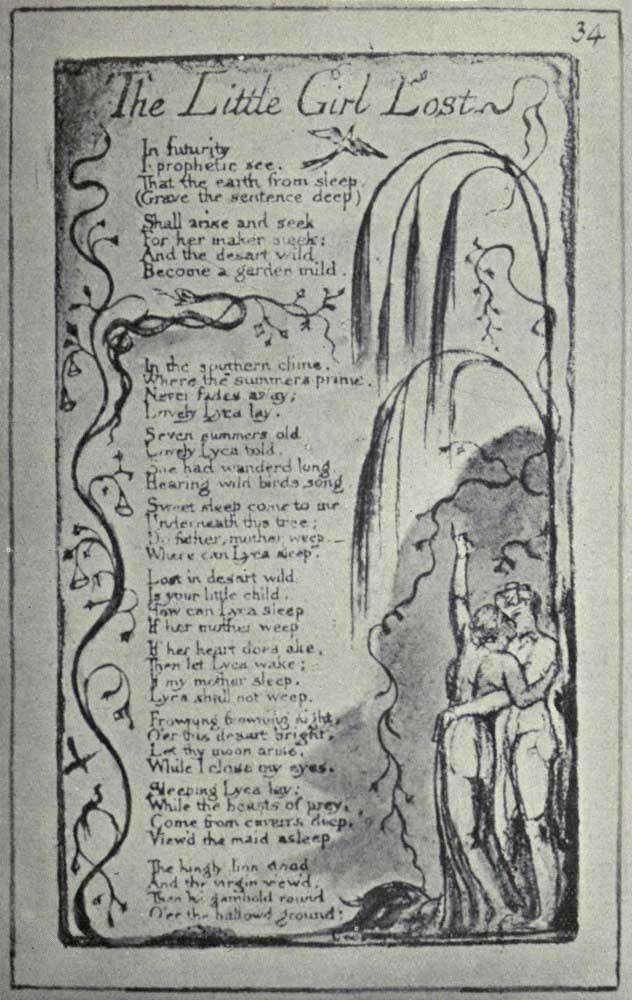 34
The Little Girl Lost
In futurity
I prophetic see.
That the earth from sleep.
(Grave the sentence deep)
Shall arise and seek
For her maker meek:
And the desart wild
Become a garden mild.
In the southern clime,
Where the summers prime,
Never fades away;
Lovely Lyca lay.
Seven summers old
Lovely Lyca told,
She had wanderd long,
Hearing wild birds song.
Sweet sleep come to me
Underneath this tree;
Do father, mother weep.—
Where can Lyca sleep.
Lost in desart wild
Is your little child.
How can Lyca sleep
If her mother weep
If her heart does ake,
Then let Lyca wake;
If my mother sleep,
Lyca shall not weep.
Frowning frowning night,
O'er this desart bright,
Let thy moon arise,
While I close my eyes.
Sleeping Lyca lay;
While the beasts of prey,
Come from caverns deep,
View'd the maid asleep
The kingly lion stood
And the virgin view'd,
Then he gambold round
O'er the hallowd ground: